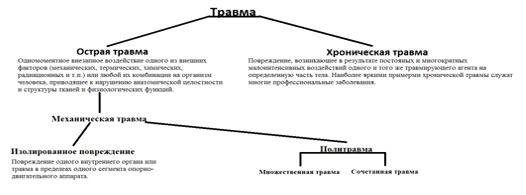 Травма
Острая травма
Одномоментное внезапное воздействие одного из внешних
факторов (механических, термических, химических,
радиационных и т.п.) или любой их комбинации на организм
человека, приводящее к нарушению анатомической целостности
и структуры тканей и физиологических функций.
Хроническая травма
Повреждение, возникающее в результате постоянных и многократных
малоинтенсивных воздействий одного и того же травмирующего агента на
определенную часть тела. Наиболее яркими примерми хронической травмы служат
многие профессиональные заболевания.
Механическая травма
Изолированное повреждение
Повреждение одного внутреннего органа или
травма в пределах одного сегмента опорно-
двигательного аппарата.
Политравма
Множественная травма
Сочетанная травма